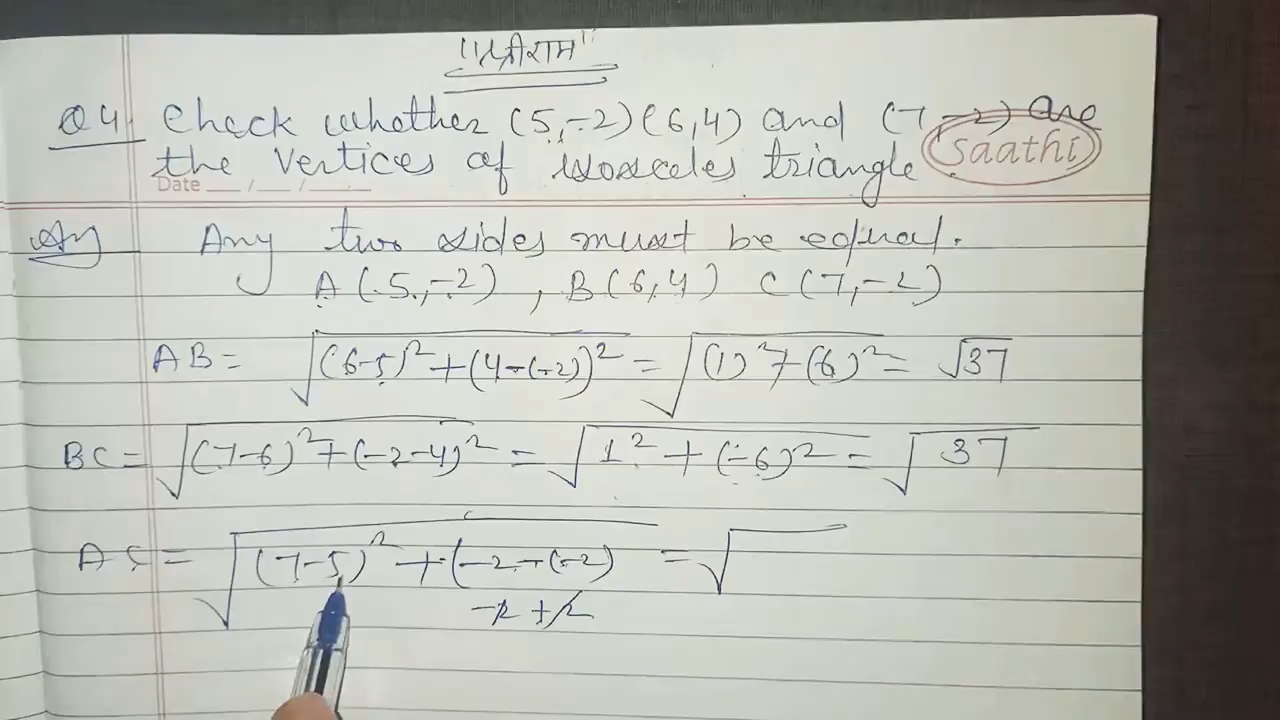 "श्रीराम"
Q4 Check whether (5,-2) (6,4) and (7,-2) are
the vertices of isosceles triangle
saathi
Date __/__/____
Ans Any two sides must be equal.
A(5,-2), B(6,4) C(7,-2)
AB = √((6-5)²+(4-(-2))²) = √((1)²+(6)²) = √37
BC = √((7-6)²+(-2-4)²) = √(1²+(-6)²) = √37
AC = √((7-5)²+(-2-(-2)) = √
-2+2